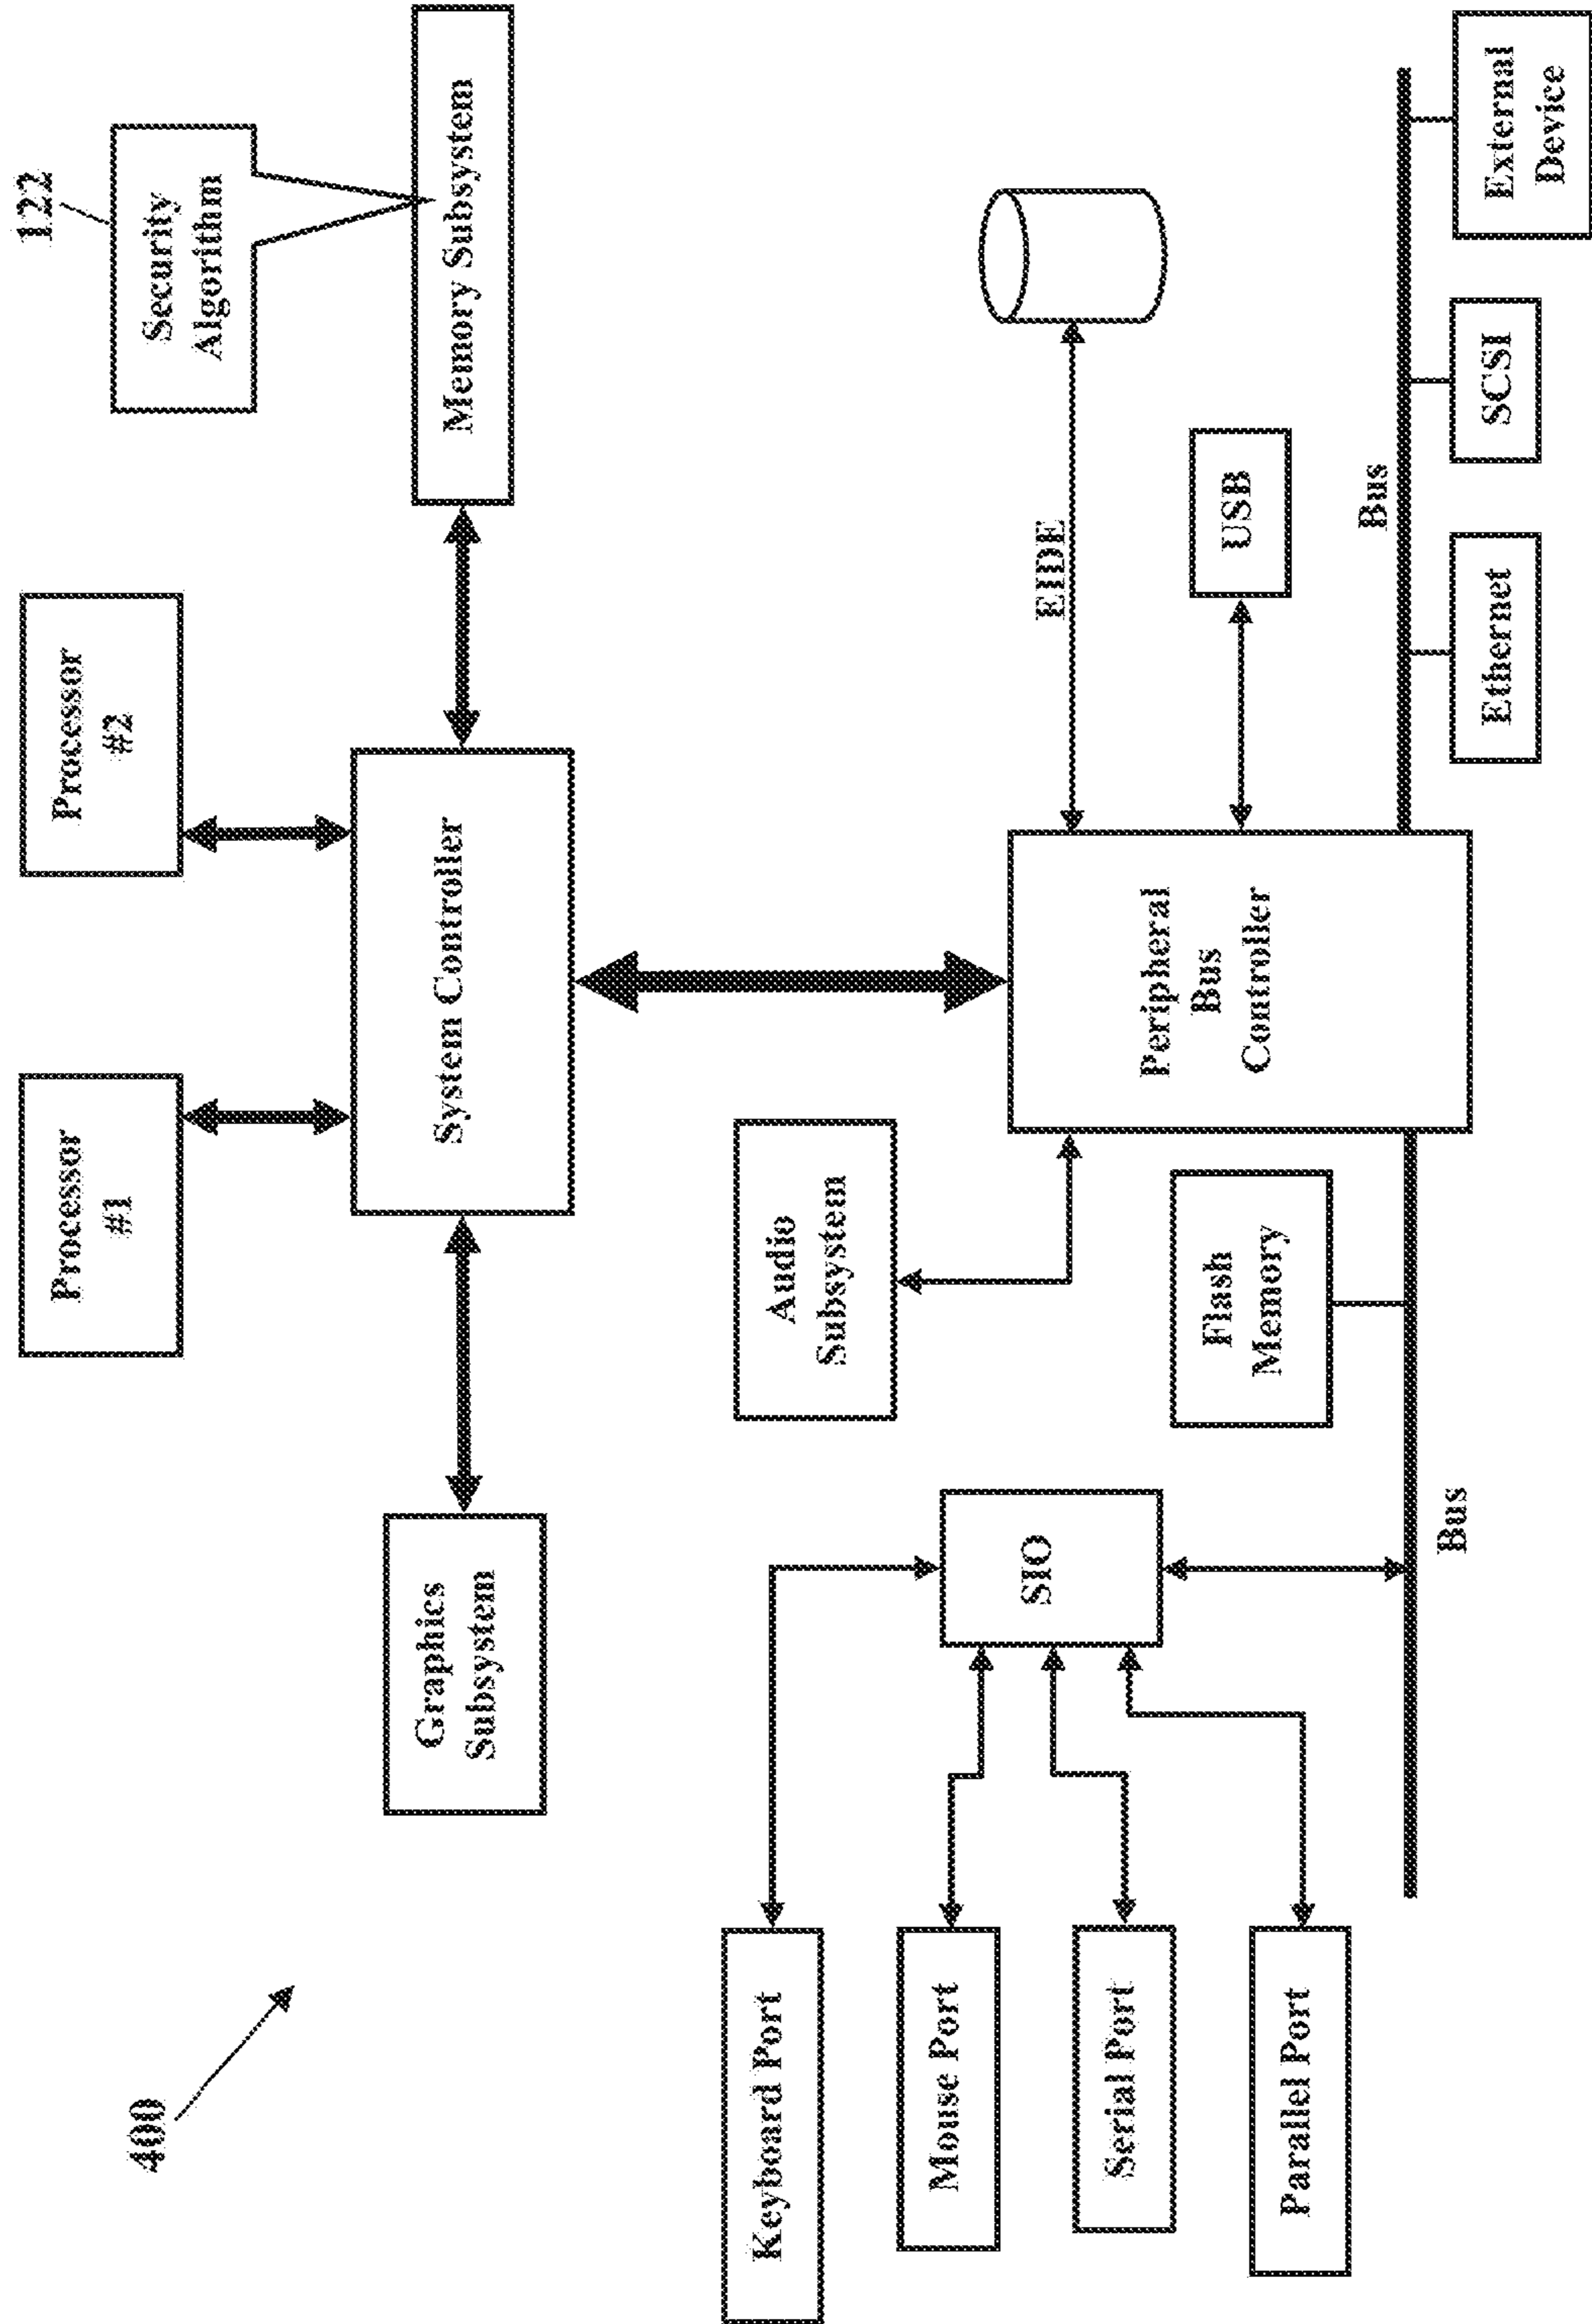 400
122
Security
Algorithm
Processor
#1
Processor
#2
Graphics
Subsystem
System Controller
Memory Subsystem
Keyboard Port
Mouse Port
Serial Port
Parallel Port
SIO
Audio
Subsystem
Flash
Memory
Bus
Peripheral
Bus
Controller
EIDE
USB
Bus
Ethernet
SCSI
External
Device